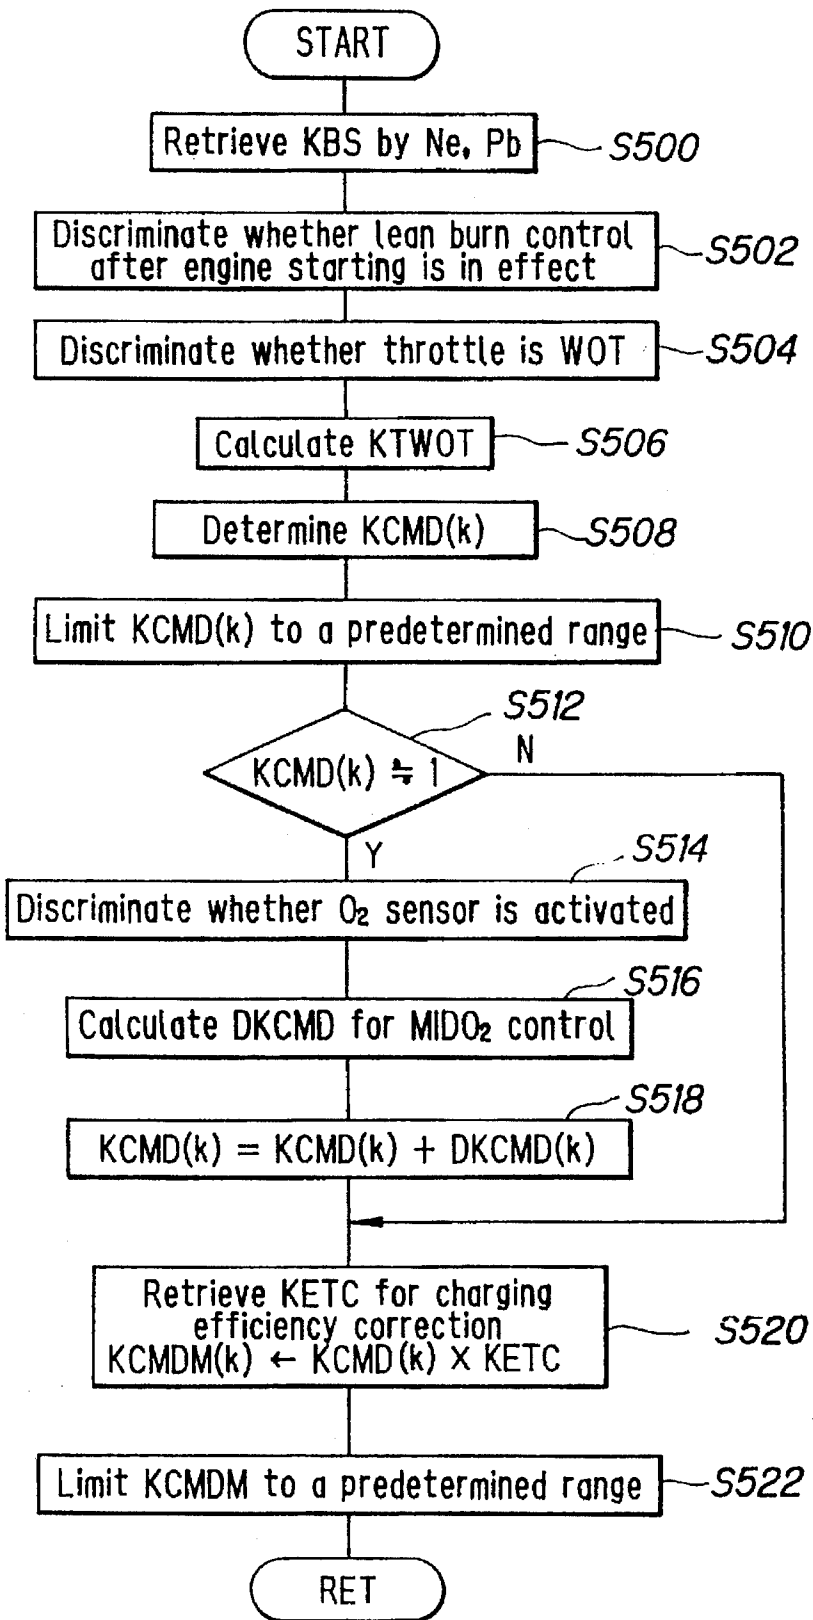 START
Retrieve KBS by Ne, Pb
S500
Discriminate whether lean burn control
after engine starting is in effect
S502
Discriminate whether throttle is WOT
S504
Calculate KTWOT
S506
Determine KCMD(k)
S508
Limit KCMD(k) to a predetermined range
S510
S512
KCMD(k) ≒ 1
N
Y
S514
Discriminate whether O₂ sensor is activated
S516
Calculate DKCMD for MIDO₂ control
S518
KCMD(k) = KCMD(k) + DKCMD(k)
Retrieve KETC for charging
efficiency correction
KCMDM(k) ← KCMD(k) × KETC
S520
Limit KCMDM to a predetermined range
S522
RET